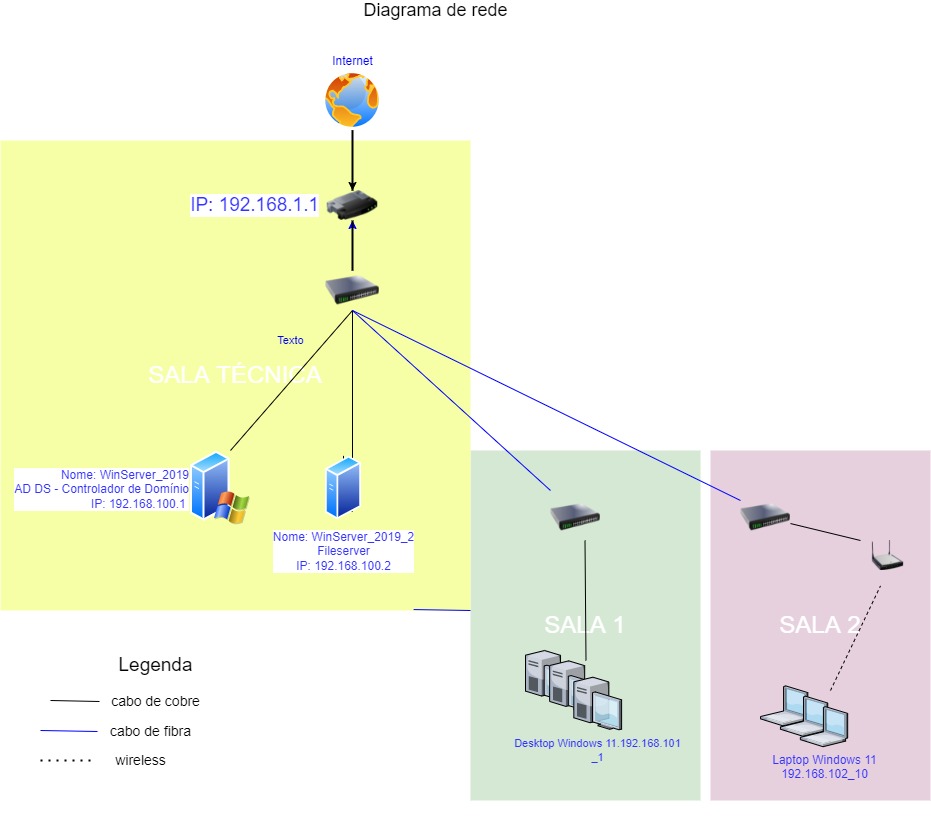 Diagrama de rede
Internet
IP: 192.168.1.1
Texto
SALA TÉCNICA
Nome: WinServer_2019
AD DS - Controlador de Domínio
IP: 192.168.100.1
Nome: WinServer_2019_2
Fileserver
IP: 192.168.100.2
SALA 1
SALA 2
Desktop Windows 11.192.168.101
_1
Laptop Windows 11
192.168.102_10
Legenda
cabo de cobre
cabo de fibra
wireless